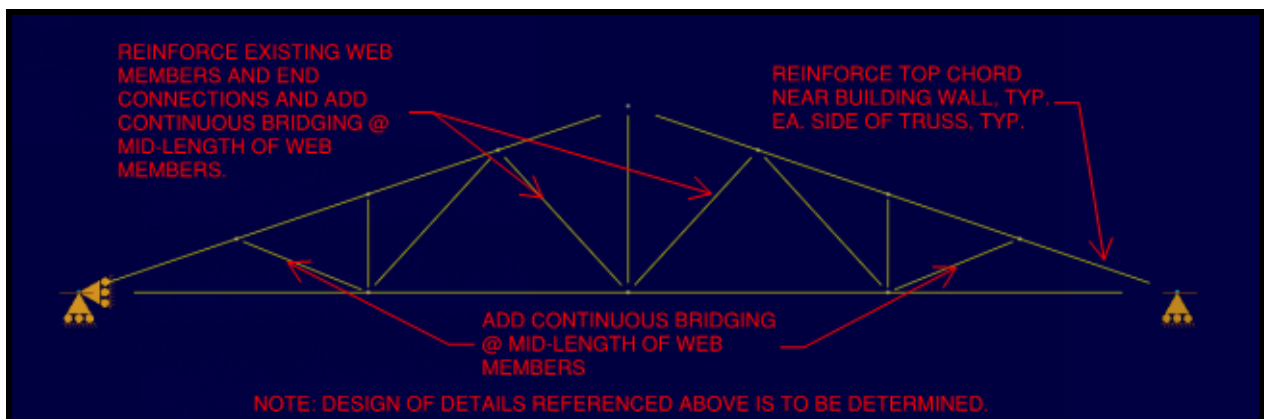 REINFORCE EXISTING WEB
MEMBERS AND END
CONNECTIONS AND ADD
CONTINUOUS BRIDGING @
MID-LENGTH OF WEB
MEMBERS.
REINFORCE TOP CHORD
NEAR BUILDING WALL, TYP.
EA. SIDE OF TRUSS, TYP.
ADD CONTINUOUS BRIDGING
@ MID-LENGTH OF WEB
MEMBERS
NOTE: DESIGN OF DETAILS REFERENCED ABOVE IS TO BE DETERMINED.